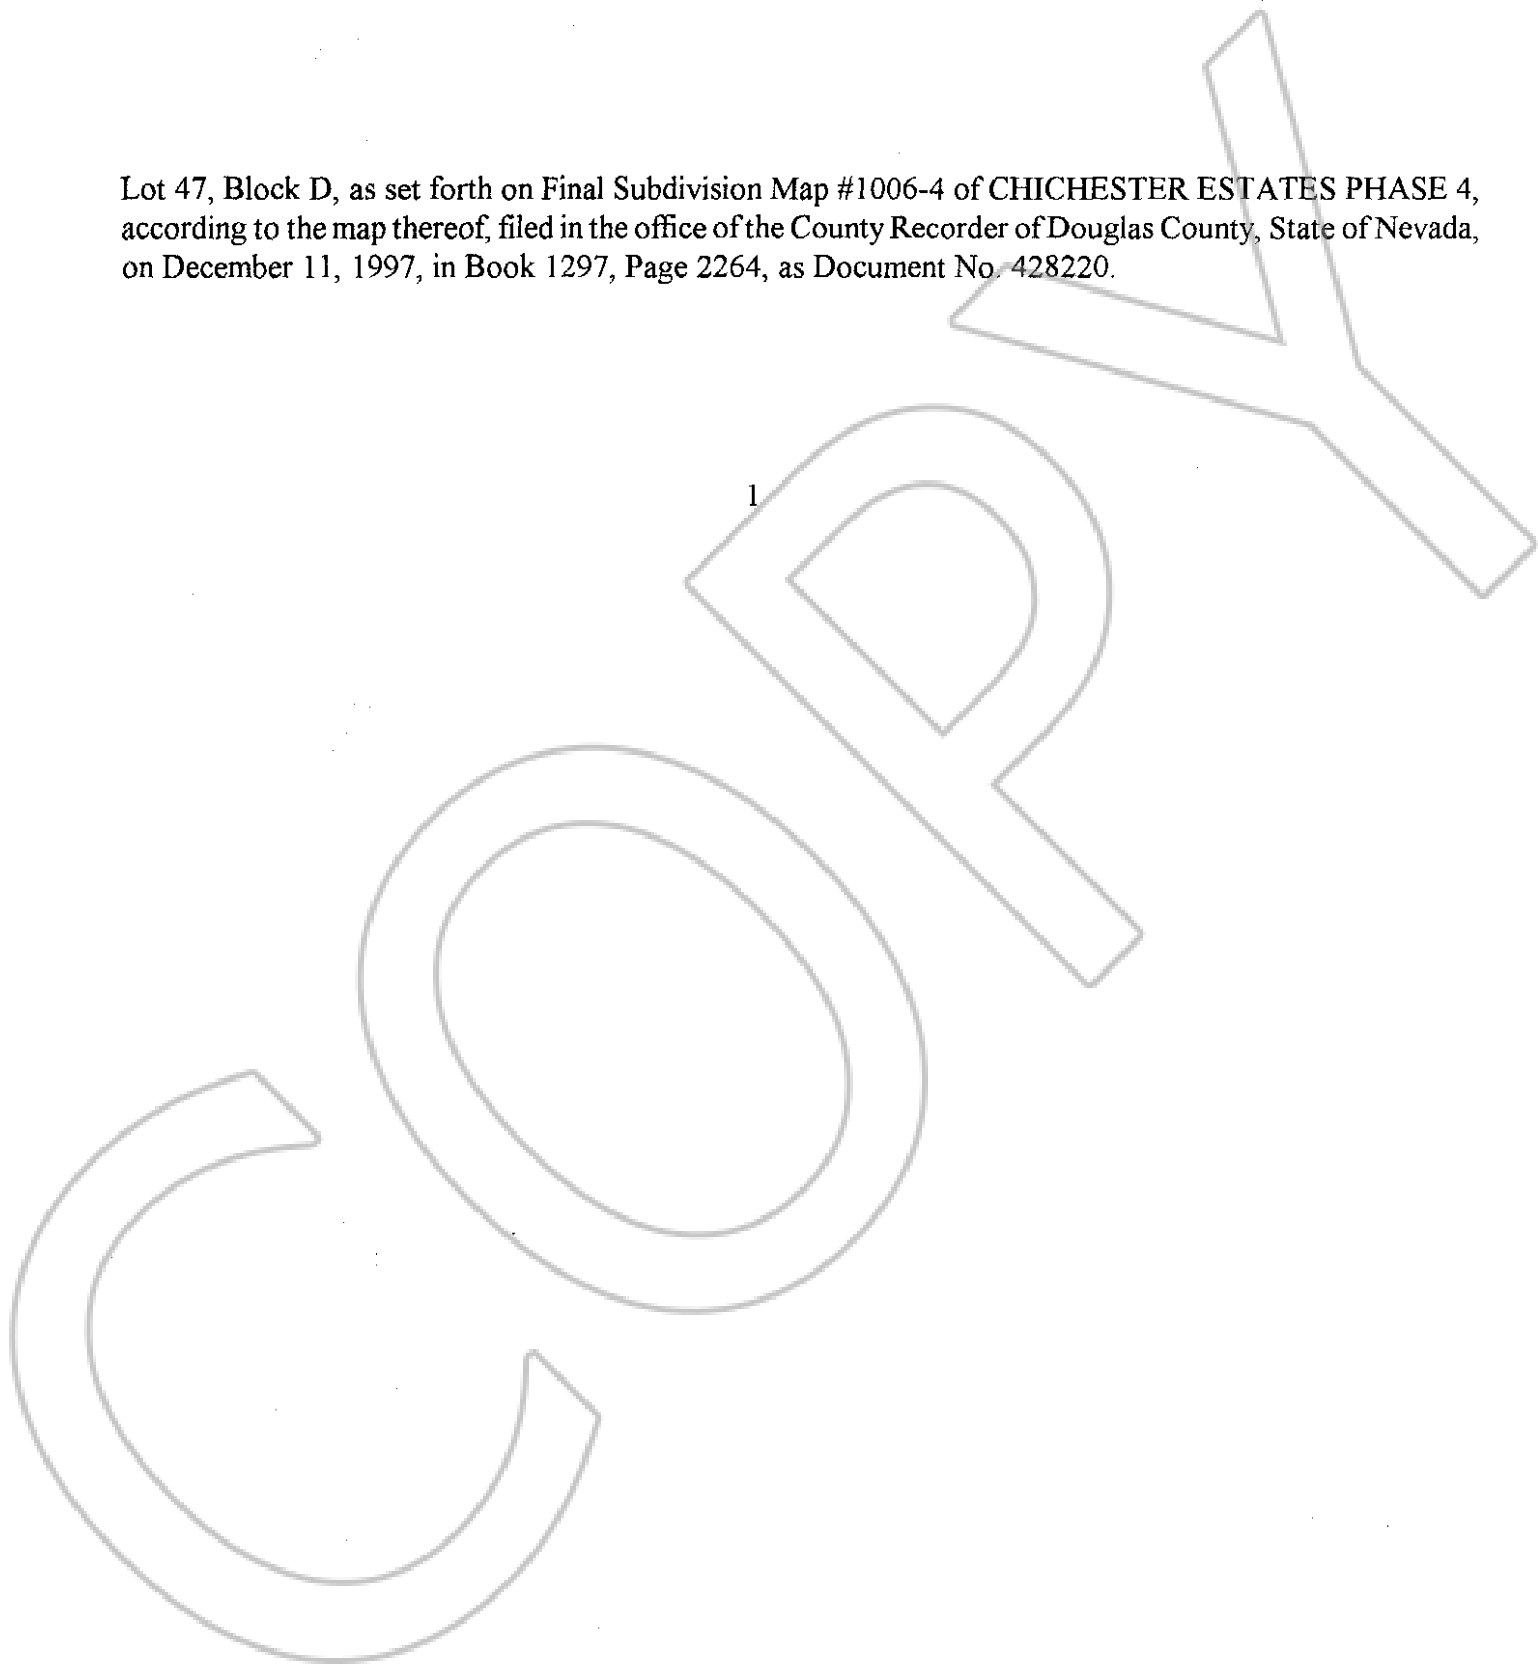 Lot 47, Block D, as set forth on Final Subdivision Map #1006-4 of CHICHESTER ESTATES PHASE 4,
according to the map thereof, filed in the office of the County Recorder of Douglas County, State of Nevada,
on December 11, 1997, in Book 1297, Page 2264, as Document No. 428220.
1
COPY